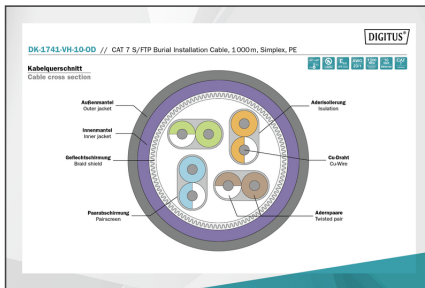 DIGITUS®
DK-1741-VH-10-OD // CAT 7 S/FTP Burial Installation Cable, 1000 m, Simplex, PE
Kabelquerschnitt
Cable cross section
Außenmantel
Outer jacket
Innenmantel
Inner jacket
Geflechtschirmung
Braid shield
Paarabschirmung
Pairscreen
Aderisolierung
Isolation
Cu-Draht
Cu-Wire
Aderspaare
Twisted pair